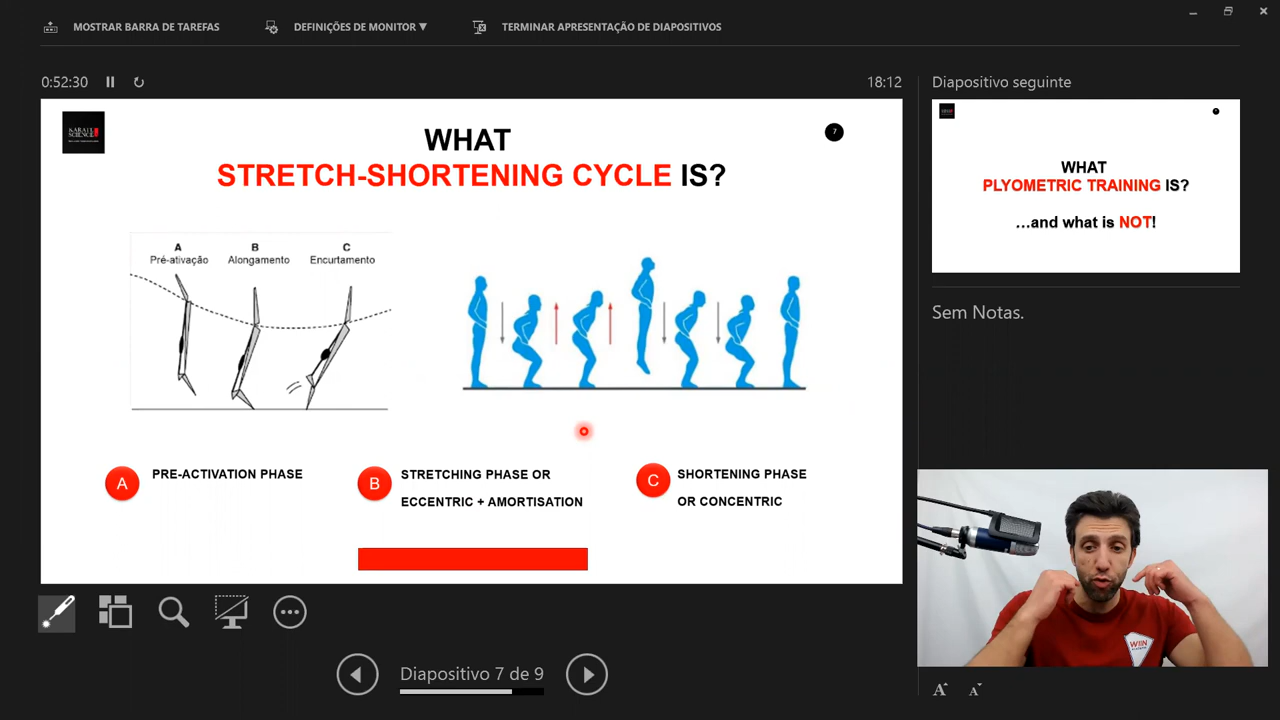 MOSTRAR BARRA DE TAREFAS
DEFINIÇÕES DE MONITOR ▼
TERMINAR APRESENTAÇÃO DE DIAPOSITIVOS
0:52:30
18:12
KARATE
SCIENCE
7
WHAT
STRETCH-SHORTENING CYCLE IS?
A
Pré-ativação
B
Alongamento
C
Encurtamento
A
PRE-ACTIVATION PHASE
B
STRETCHING PHASE OR
ECCENTRIC + AMORTISATION
C
SHORTENING PHASE
OR CONCENTRIC
Diapositivo 7 de 9
Diapositivo seguinte
WHAT
PLYOMETRIC TRAINING IS?
...and what is NOT!
Sem Notas.
A
A